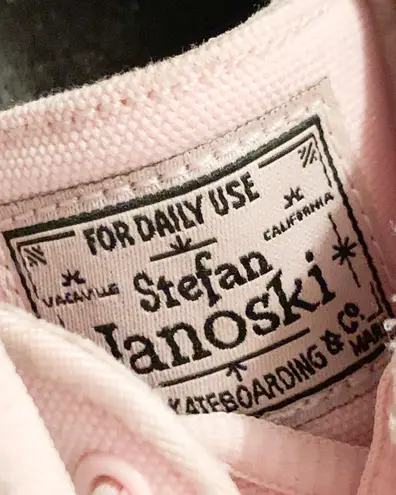 FOR DAILY USE
VACAVILLE
CALIFORNIA
Stefan
Janoski
KATEBOARDING & Co.